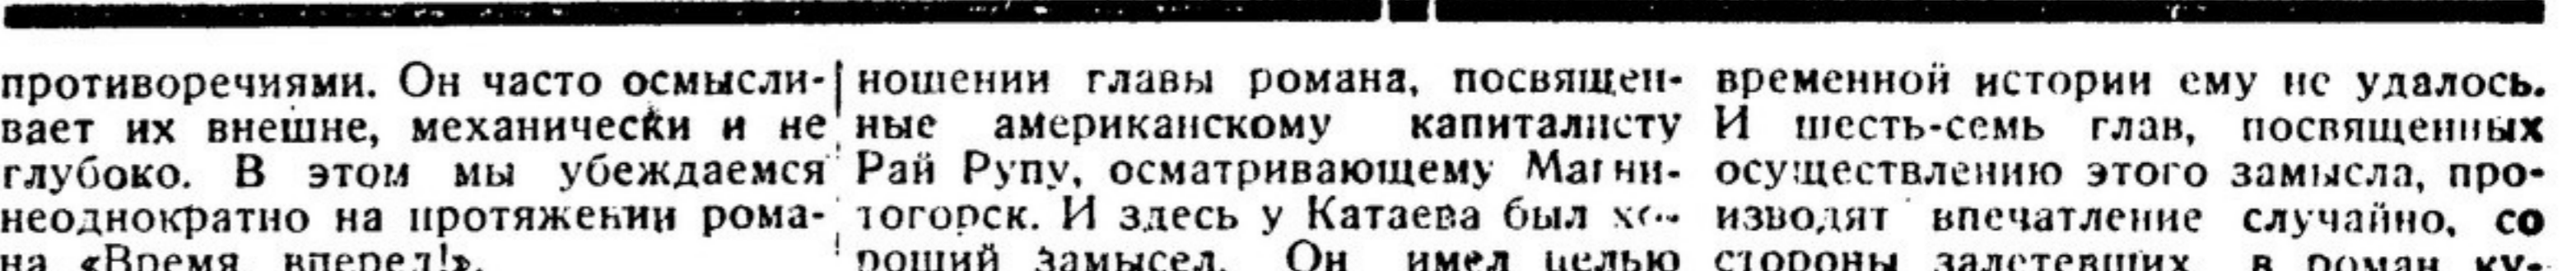 противоречиями. Он часто осмысли-
вает их внешне, механически и не
глубоко. В этом мы убеждаемся
неоднократно на протяжении рома-
на «Время, вперед!».
ношении главы романа, посвящен-
ные американскому капиталисту
Рай Рупу, осматривающему Магни-
тогорск. И здесь у Катаева был хо-
роший замысел. Он имел целью
временной истории ему не удалось.
И шесть-семь глав, посвященных
осуществлению этого замысла, про-
изводят впечатление случайно, со
стороны залетевших в роман ку-